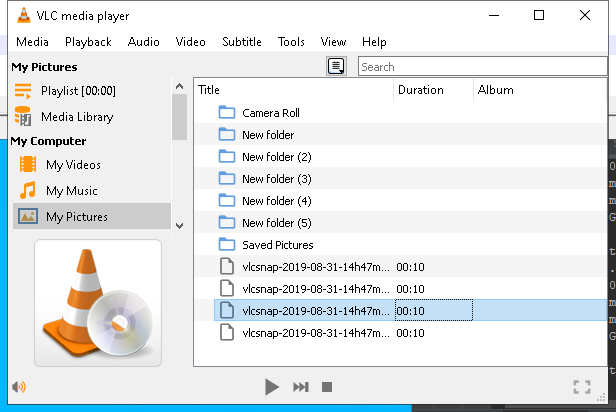 VLC media player
Media Playback Audio Video Subtitle Tools View Help
My Pictures
Search
Playlist [00:00]
Media Library
My Computer
My Videos
My Music
My Pictures
Title Duration Album
Camera Roll
New folder
New folder (2)
New folder (3)
New folder (4)
New folder (5)
Saved Pictures
vlcsnap-2019-08-31-14h47m... 00:10
vlcsnap-2019-08-31-14h47m... 00:10
vlcsnap-2019-08-31-14h47m... 00:10
vlcsnap-2019-08-31-14h47m... 00:10